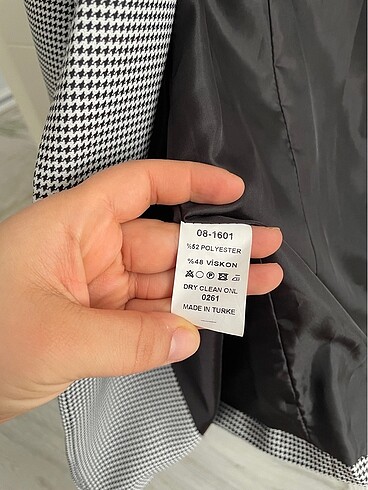 08-1601
%52 POLYESTER
%48 VİSKON
DRY CLEAN ONL
0261
MADE IN TURKE